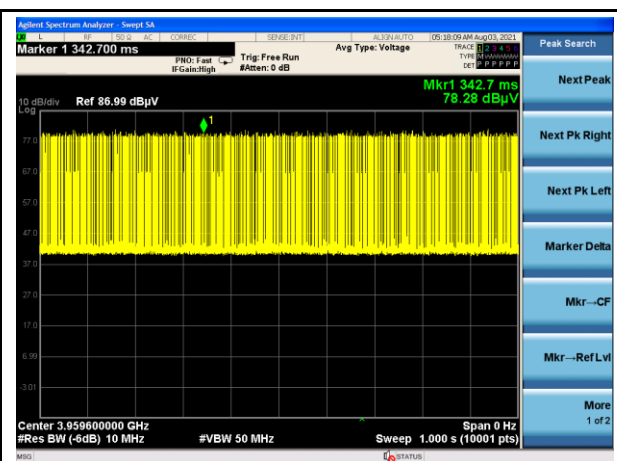 Agilent Spectrum Analyzer - Swept SA
L RF 50 Ω AC CORREC SENSE:INT ALIGN AUTO 05:18:09 AM Aug 03, 2021
Marker 1 342.700 ms
PNO: Fast
IFGain:High
Trig: Free Run
#Atten: 0 dB
Avg Type: Voltage
TRACE 1 2 3 4 5 6
TYPE M
DET P P P P P P
Peak Search
Mkr1 342.7 ms
78.28 dBµV
10 dB/div Ref 86.99 dBµV
Log
1
77.0
67.0
57.0
47.0
37.0
27.0
17.0
6.99
-3.01
Next Peak
Next Pk Right
Next Pk Left
Marker Delta
Mkr→CF
Mkr→Ref Lvl
More
1 of 2
Center 3.959600000 GHz Span 0 Hz
#Res BW (-6dB) 10 MHz #VBW 50 MHz Sweep 1.000 s (10001 pts)
MSG STATUS